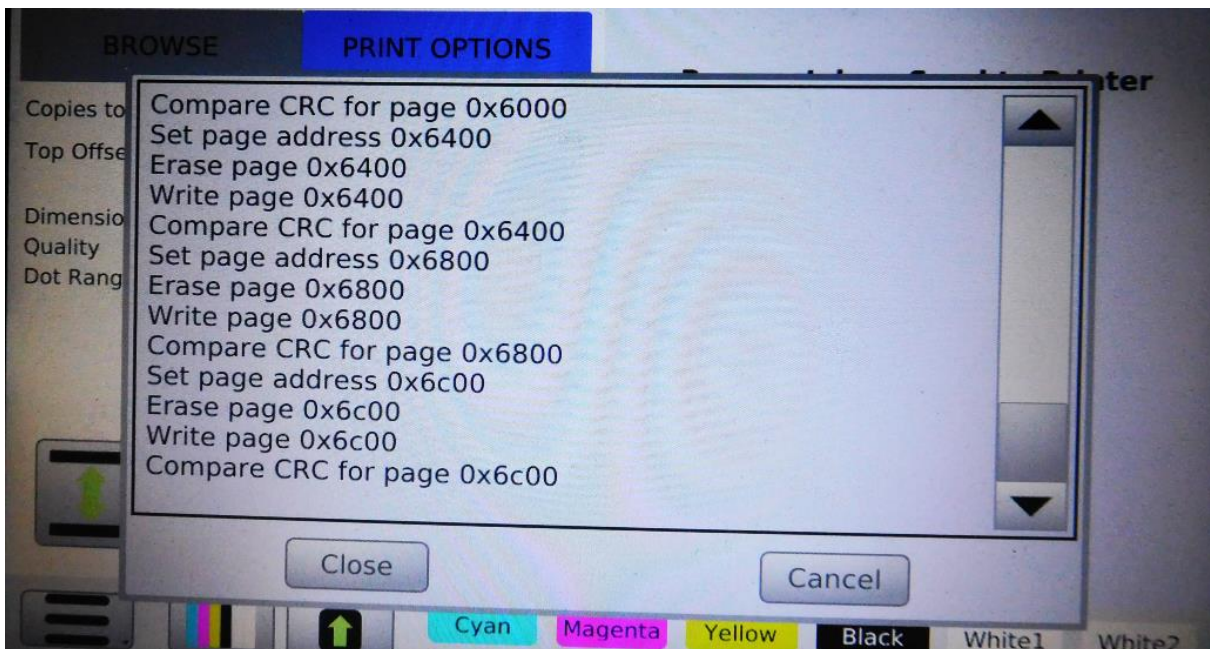 BROWSE
PRINT OPTIONS
Copies to
Top Offse
Dimensio
Quality
Dot Rang
Compare CRC for page 0x6000
Set page address 0x6400
Erase page 0x6400
Write page 0x6400
Compare CRC for page 0x6400
Set page address 0x6800
Erase page 0x6800
Write page 0x6800
Compare CRC for page 0x6800
Set page address 0x6c00
Erase page 0x6c00
Write page 0x6c00
Compare CRC for page 0x6c00
Close
Cancel
Cyan
Magenta
Yellow
Black
White1
White2